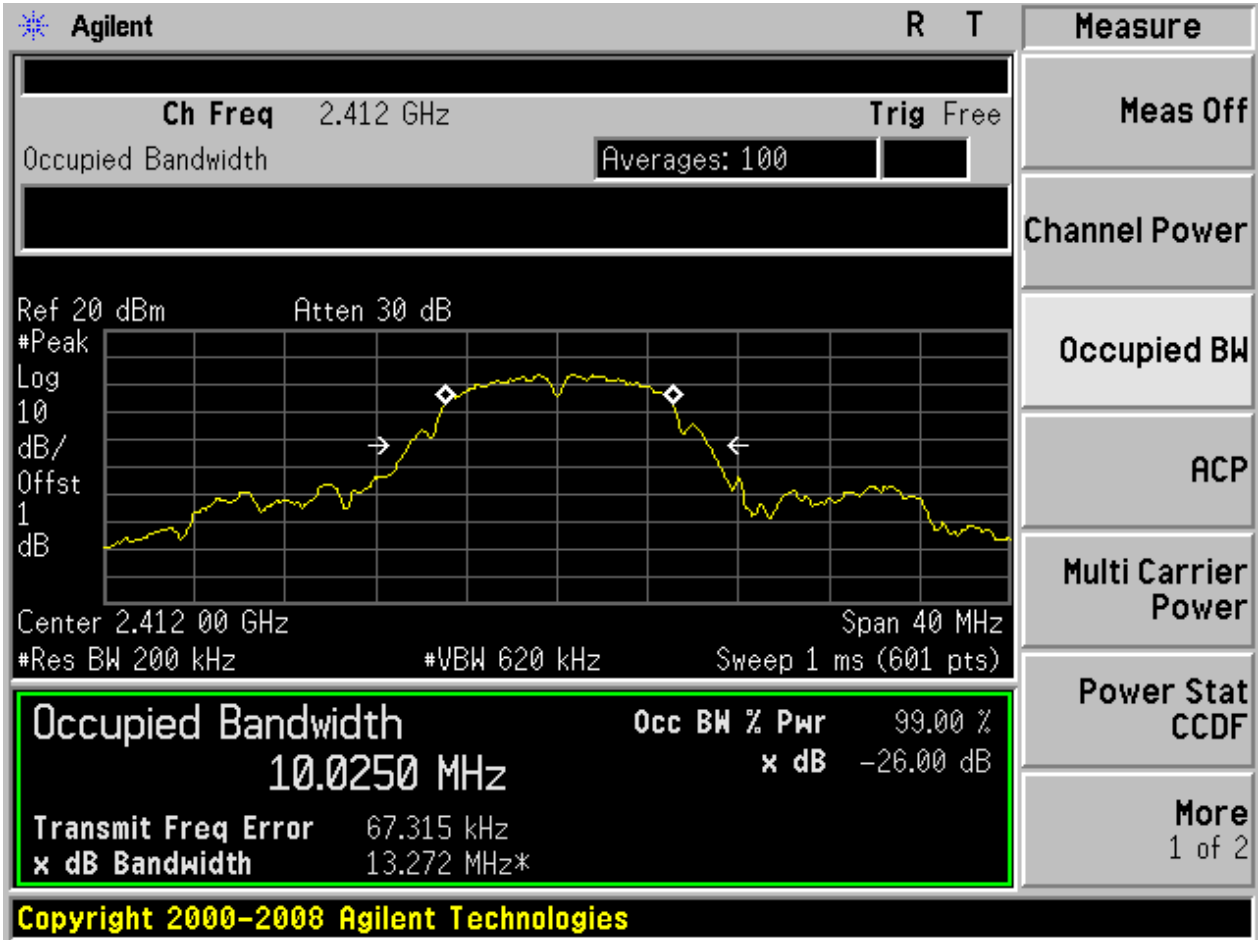 Agilent R T
Measure
Ch Freq 2.412 GHz Trig Free
Occupied Bandwidth Averages: 100
Meas Off
Channel Power
Occupied BW
ACP
Multi Carrier
Power
Power Stat
CCDF
More
1 of 2
Ref 20 dBm Atten 30 dB
#Peak
Log
10
dB/
Offst
1
dB
Center 2.412 00 GHz Span 40 MHz
#Res BW 200 kHz #VBW 620 kHz Sweep 1 ms (601 pts)
Occupied Bandwidth Occ BW % Pwr 99.00 %
10.0250 MHz x dB -26.00 dB
Transmit Freq Error 67.315 kHz
x dB Bandwidth 13.272 MHz*
Copyright 2000-2008 Agilent Technologies